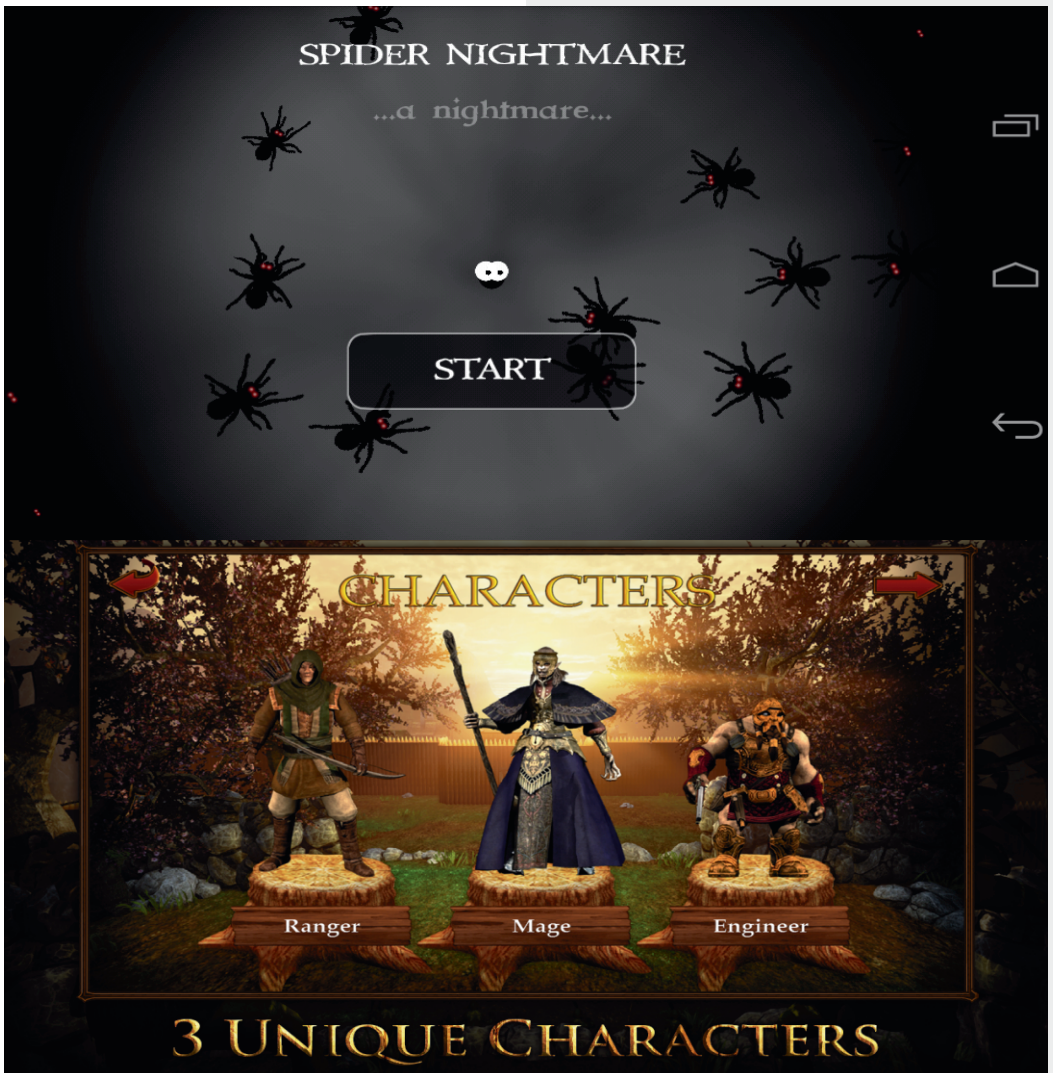 SPIDER NIGHTMARE
...a nightmare...
START
CHARACTERS
Ranger
Mage
Engineer
3 UNIQUE CHARACTERS